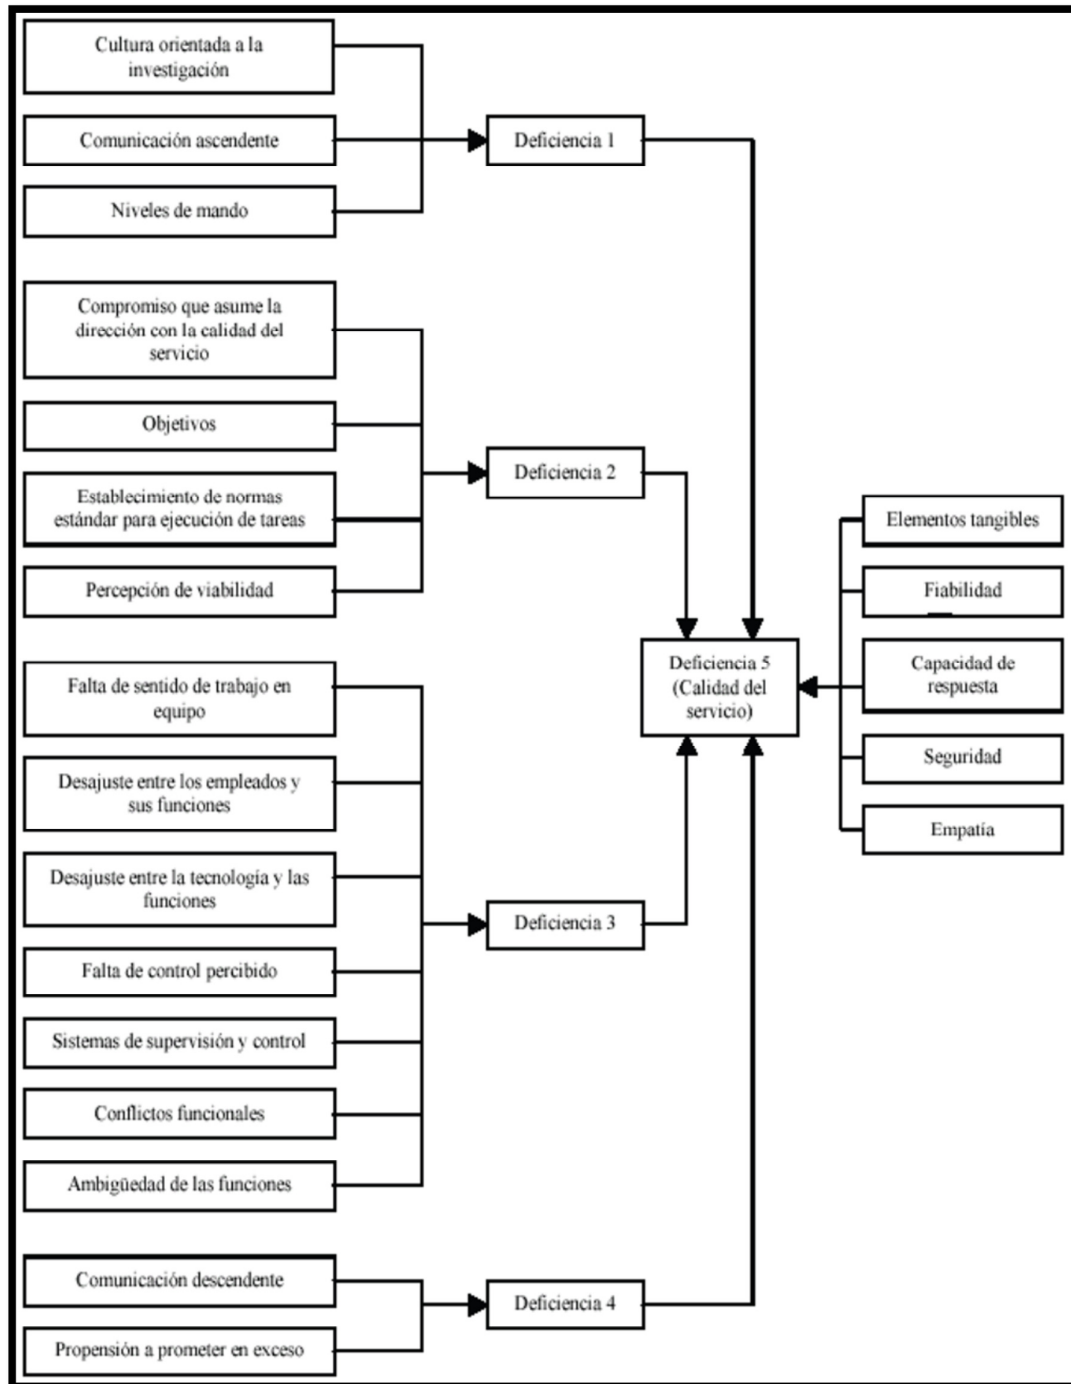 Cultura orientada a la
investigación
Comunicación ascendente
Niveles de mando
Deficiencia 1
Compromiso que asume la
dirección con la calidad del
servicio
Objetivos
Establecimiento de normas
estándar para ejecución de tareas
Percepción de viabilidad
Deficiencia 2
Falta de sentido de trabajo en
equipo
Desajuste entre los empleados y
sus funciones
Desajuste entre la tecnología y las
funciones
Falta de control percibido
Sistemas de supervisión y control
Conflictos funcionales
Ambigüedad de las funciones
Deficiencia 3
Comunicación descendente
Propensión a prometer en exceso
Deficiencia 4
Deficiencia 5
(Calidad del
servicio)
Elementos tangibles
Fiabilidad
Capacidad de
respuesta
Seguridad
Empatía